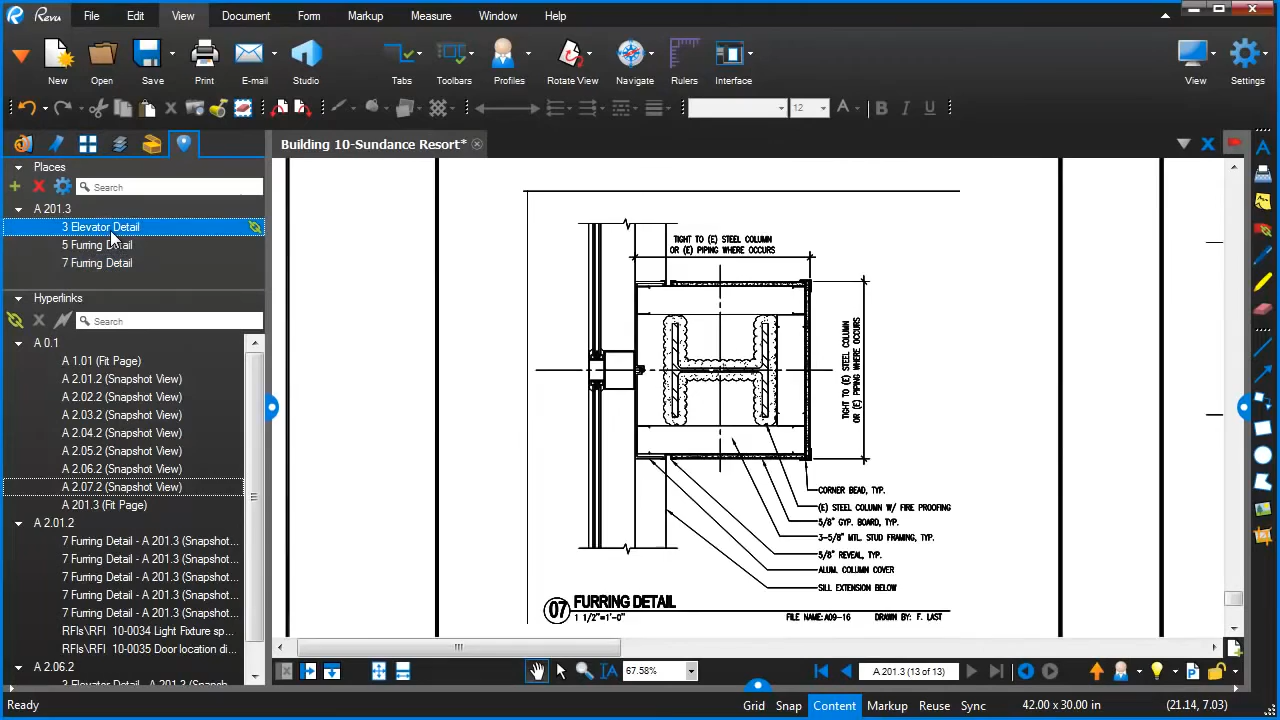 Revu File Edit View Document Form Markup Measure Window Help
New Open Save Print E-mail Studio Tabs Toolbars Profiles Rotate View Navigate Rulers Interface View Settings
12 A B I U
Building 10-Sundance Resort*
Places
Search
A 201.3
3 Elevator Detail
5 Furring Detail
7 Furring Detail
Hyperlinks
Search
A 0.1
A 1.01 (Fit Page)
A 2.01.2 (Snapshot View)
A 2.02.2 (Snapshot View)
A 2.03.2 (Snapshot View)
A 2.04.2 (Snapshot View)
A 2.05.2 (Snapshot View)
A 2.06.2 (Snapshot View)
A 2.07.2 (Snapshot View)
A 201.3 (Fit Page)
A 2.01.2
7 Furring Detail - A 201.3 (Snapshot...
7 Furring Detail - A 201.3 (Snapshot...
7 Furring Detail - A 201.3 (Snapshot...
7 Furring Detail - A 201.3 (Snapshot...
7 Furring Detail - A 201.3 (Snapshot...
RFIs\RFI 10-0034 Light Fixture sp...
RFIs\RFI 10-0035 Door location di...
A 2.06.2
3 Elevator Detail - A 201.3 (Snapshot...
TIGHT TO (E) STEEL COLUMN
OR (E) PIPING WHERE OCCURS
TIGHT TO (E) STEEL COLUMN
OR (E) PIPING WHERE OCCURS
CORNER BEAD, TYP.
(E) STEEL COLUMN W/ FIRE PROOFING
5/8" GYP. BOARD, TYP.
3-5/8" MTL. STUD FRAMING, TYP.
5/8" REVEAL, TYP.
ALUM. COLUMN COVER
SILL EXTENSION BELOW
07 FURRING DETAIL
1 1/2"=1'-0" FILE NAME:A09-16 DRAWN BY: F. LAST
67.58% A 201.3 (13 of 13)
Ready Grid Snap Content Markup Reuse Sync 42.00 x 30.00 in (21.14, 7.03)